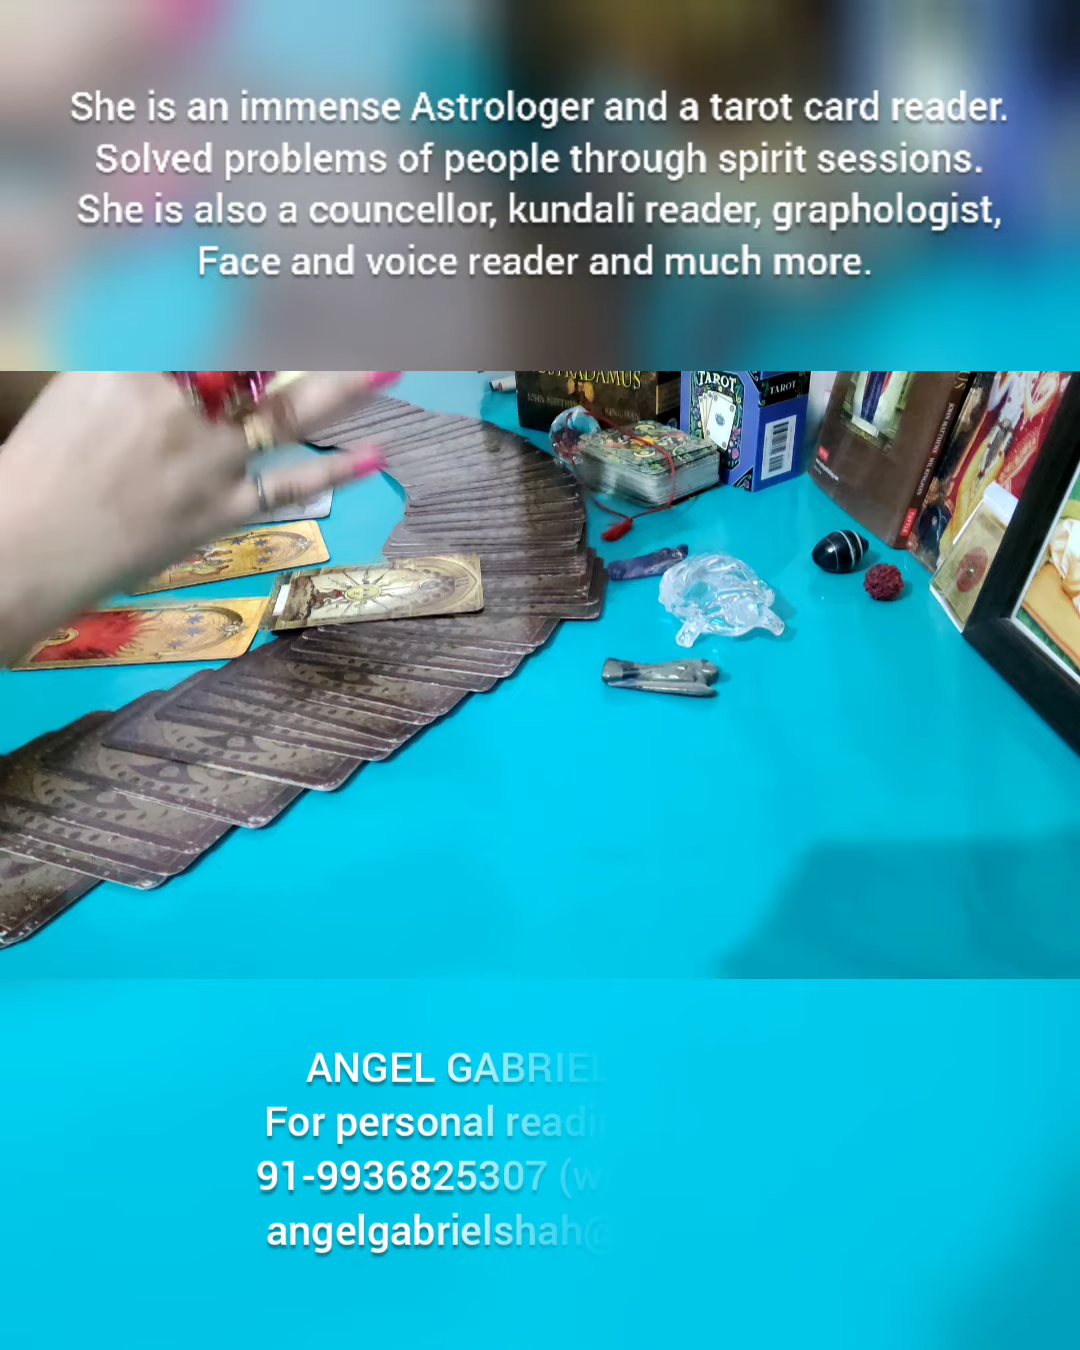 She is an immense Astrologer and a tarot card reader.
Solved problems of people through spirit sessions.
She is also a councellor, kundali reader, graphologist,
Face and voice reader and much more.
TAROT
TAROT
ANGEL GABRIEL
For personal
91-9936825307
angelgabrielshah@